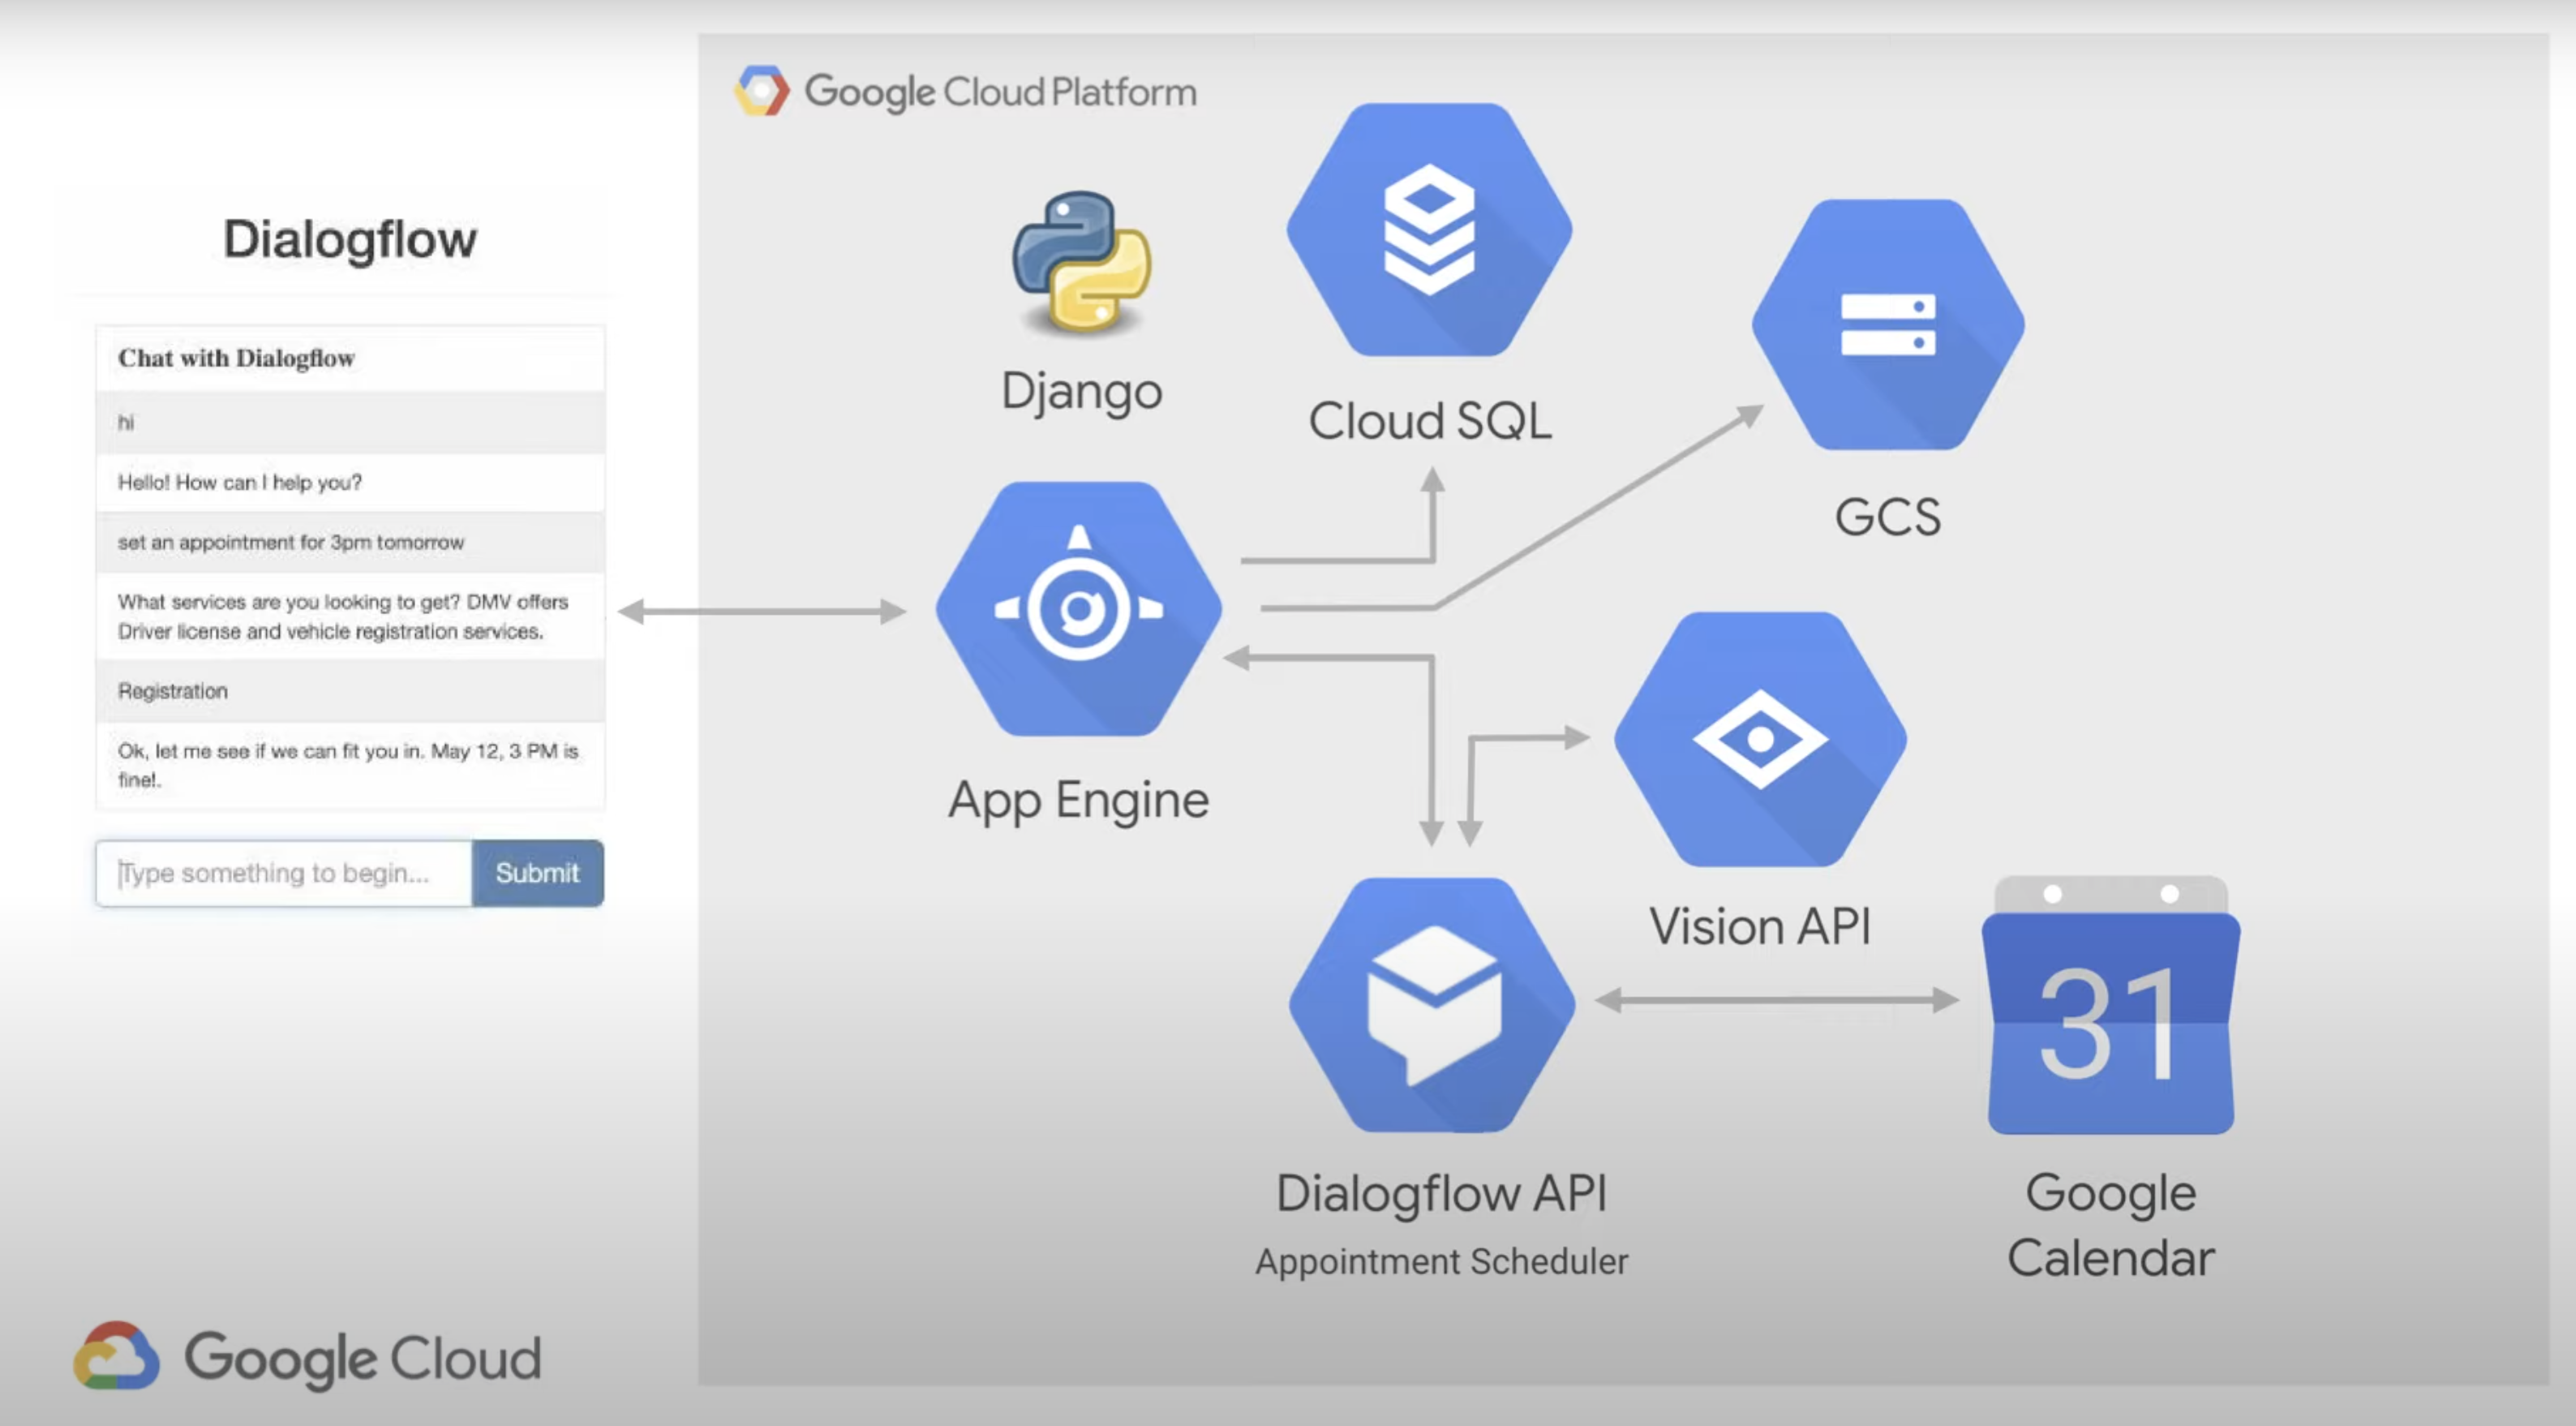 Google Cloud Platform
Dialogflow
Chat with Dialogflow
hi
Hello! How can I help you?
set an appointment for 3pm tomorrow
What services are you looking to get? DMV offers
Driver license and vehicle registration services.
Registration
Ok, let me see if we can fit you in. May 12, 3 PM is
fine!.
Type something to begin...
Submit
Django
Cloud SQL
GCS
App Engine
Vision API
Dialogflow API
Appointment Scheduler
31
Google
Calendar
Google Cloud